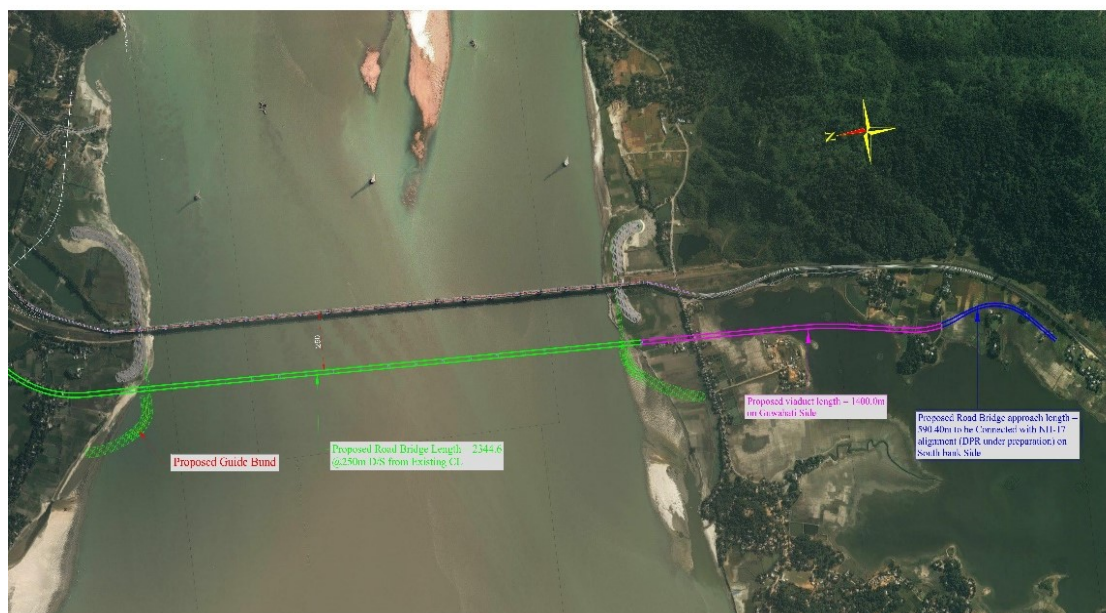 N
250
Proposed Guide Bund
Proposed Road Bridge Length 2344.6
@250m D/S from Existing CL
Proposed viaduct length = 1400.0m
on Guwahati Side
Proposed Road Bridge approach length =
590.40m to be Connected with NH-17
alignment (DPR under preparation) on
South bank Side